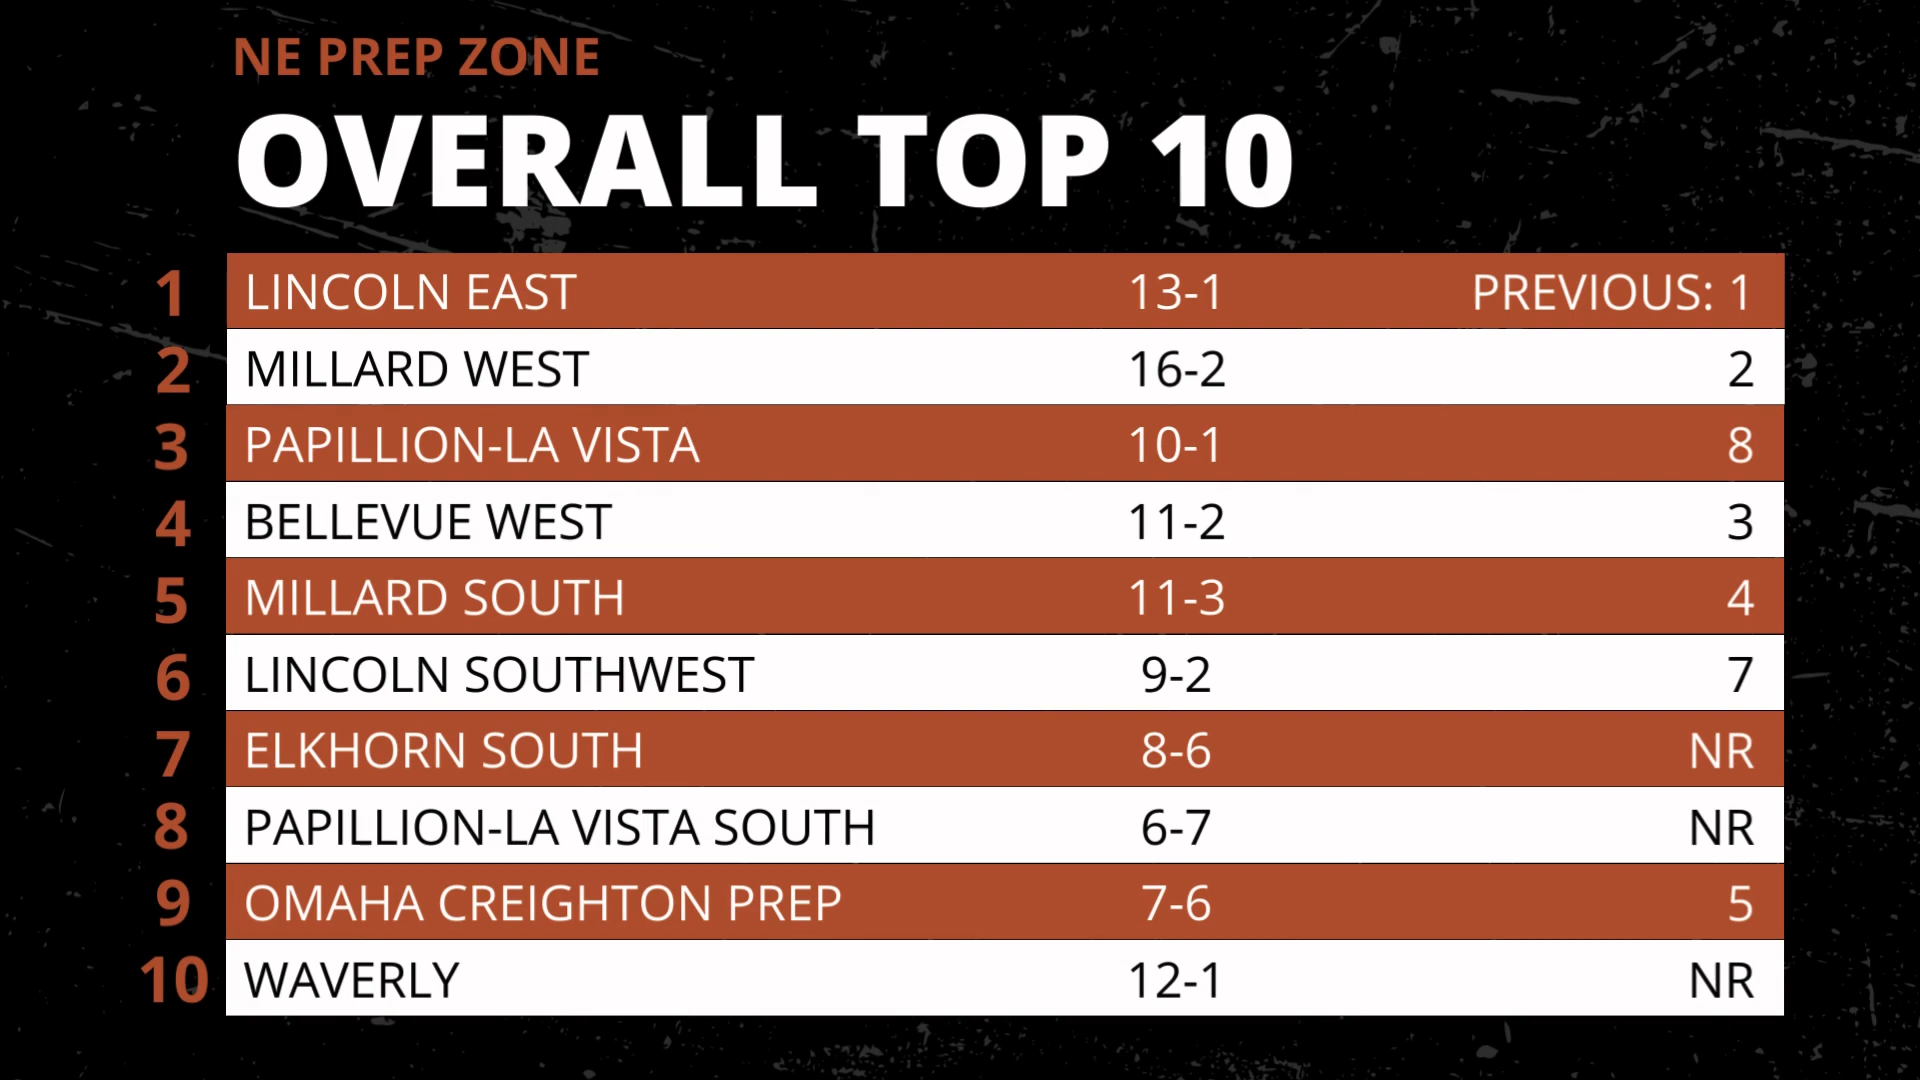 NE PREP ZONE
OVERALL TOP 10
1 LINCOLN EAST 13-1 PREVIOUS: 1
2 MILLARD WEST 16-2 2
3 PAPILLION-LA VISTA 10-1 8
4 BELLEVUE WEST 11-2 3
5 MILLARD SOUTH 11-3 4
6 LINCOLN SOUTHWEST 9-2 7
7 ELKHORN SOUTH 8-6 NR
8 PAPILLION-LA VISTA SOUTH 6-7 NR
9 OMAHA CREIGHTON PREP 7-6 5
10 WAVERLY 12-1 NR